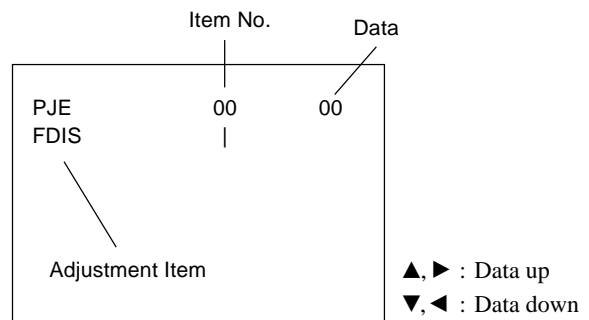 Item No.
Data
PJE 00 00
FDIS |
Adjustment Item
▲, ► : Data up
▼, ◄ : Data down